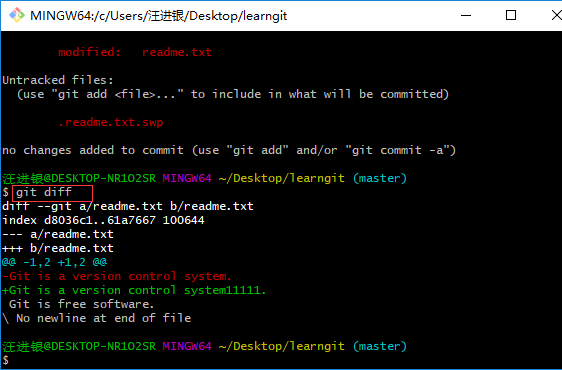 MINGW64:/c/Users/汪进银/Desktop/learngit
modified:   readme.txt
Untracked files:
(use "git add <file>..." to include in what will be committed)
.readme.txt.swp
no changes added to commit (use "git add" and/or "git commit -a")
汪进银@DESKTOP-NR1O2SR MINGW64 ~/Desktop/learngit (master)
$ git diff
diff --git a/readme.txt b/readme.txt
index d8036c1..61a7667 100644
--- a/readme.txt
+++ b/readme.txt
@@ -1,2 +1,2 @@
-Git is a version control system.
+Git is a version control system11111.
 Git is free software.
\ No newline at end of file
汪进银@DESKTOP-NR1O2SR MINGW64 ~/Desktop/learngit (master)
$